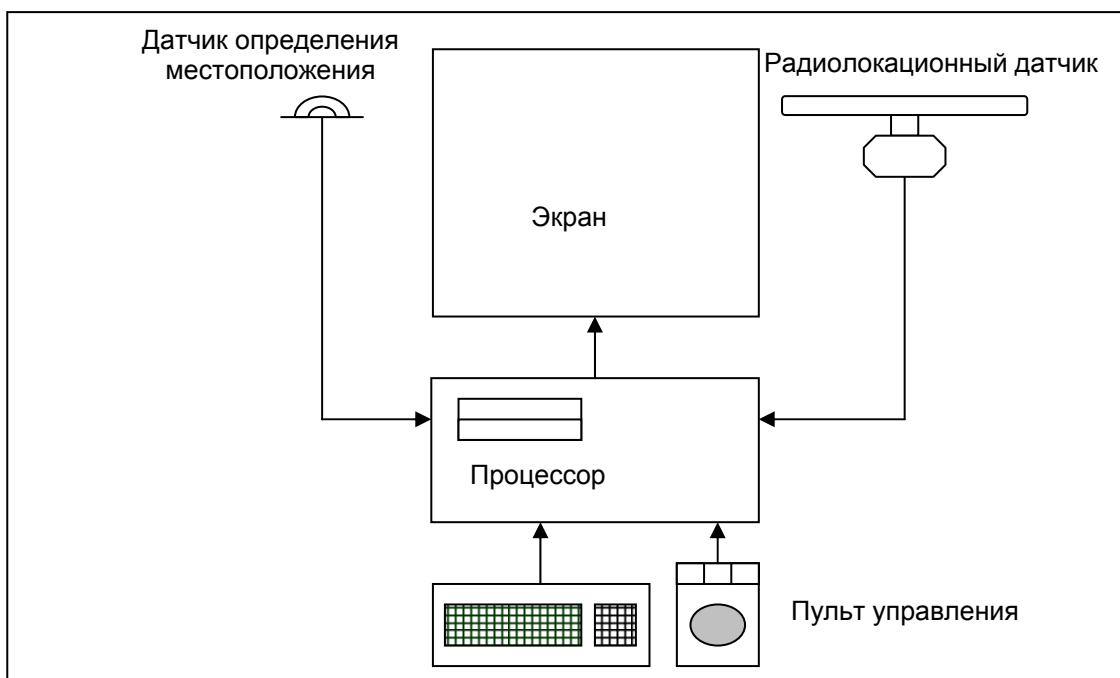 Датчик определения
местоположения
Радиолокационный датчик
Экран
Процессор
Пульт управления